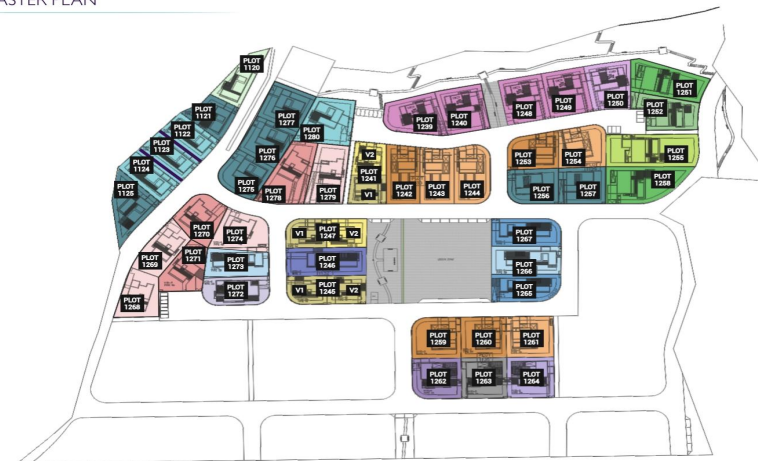 ASTER PLAN
PLOT
1120
PLOT
1121
PLOT
1122
PLOT
1123
PLOT
1124
PLOT
1125
PLOT
1277
PLOT
1280
PLOT
1276
PLOT
1275
PLOT
1278
PLOT
1279
V2
PLOT
1241
V1
PLOT
1242
PLOT
1243
PLOT
1244
PLOT
1239
PLOT
1240
PLOT
1248
PLOT
1249
PLOT
1250
PLOT
1251
PLOT
1252
PLOT
1253
PLOT
1254
PLOT
1255
PLOT
1256
PLOT
1257
PLOT
1258
PLOT
1270
PLOT
1274
PLOT
1269
PLOT
1271
PLOT
1273
PLOT
1272
PLOT
1268
V1
PLOT
1247
V2
PLOT
1246
V1
PLOT
1245
V2
PLOT
1267
PLOT
1266
PLOT
1265
PLOT
1259
PLOT
1260
PLOT
1261
PLOT
1262
PLOT
1263
PLOT
1264